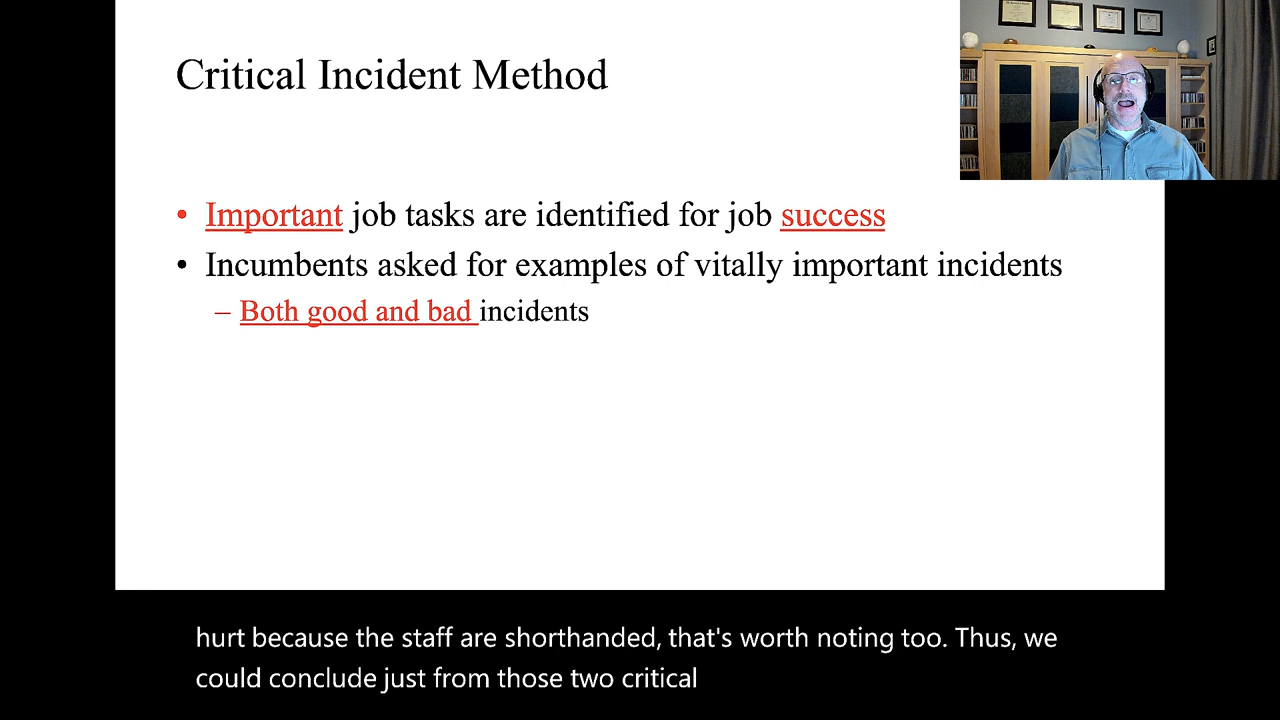 Critical Incident Method
• Important job tasks are identified for job success
• Incumbents asked for examples of vitally important incidents
– Both good and bad incidents
hurt because the staff are shorthanded, that's worth noting too. Thus, we
could conclude just from those two critical